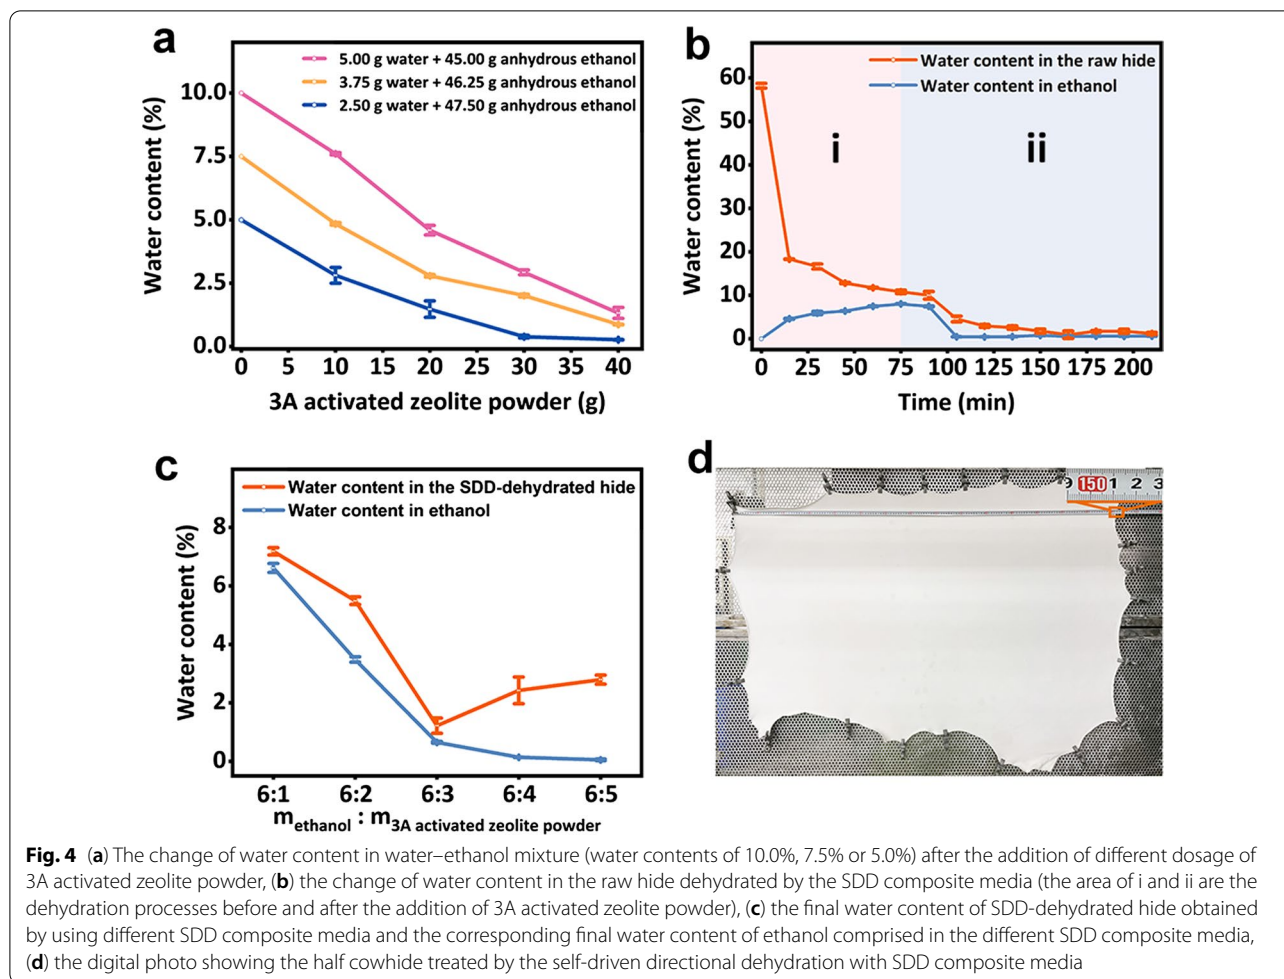 a
5.00 g water + 45.00 g anhydrous ethanol
3.75 g water + 46.25 g anhydrous ethanol
2.50 g water + 47.50 g anhydrous ethanol
Water content (%)
10.0
7.5
5.0
2.5
0.0
0 5 10 15 20 25 30 35 40
3A activated zeolite powder (g)
b
Water content in the raw hide
Water content in ethanol
Water content (%)
60
50
40
30
20
10
0
i
ii
0 25 50 75 100 125 150 175 200
Time (min)
c
Water content in the SDD-dehydrated hide
Water content in ethanol
Water content (%)
8
6
4
2
0
6:1 6:2 6:3 6:4 6:5
m ethanol : m 3A activated zeolite powder
d
9 150 1 2 3
Fig. 4 (a) The change of water content in water–ethanol mixture (water contents of 10.0%, 7.5% or 5.0%) after the addition of different dosage of
3A activated zeolite powder, (b) the change of water content in the raw hide dehydrated by the SDD composite media (the area of i and ii are the
dehydration processes before and after the addition of 3A activated zeolite powder), (c) the final water content of SDD-dehydrated hide obtained
by using different SDD composite media and the corresponding final water content of ethanol comprised in the different SDD composite media,
(d) the digital photo showing the half cowhide treated by the self-driven directional dehydration with SDD composite media